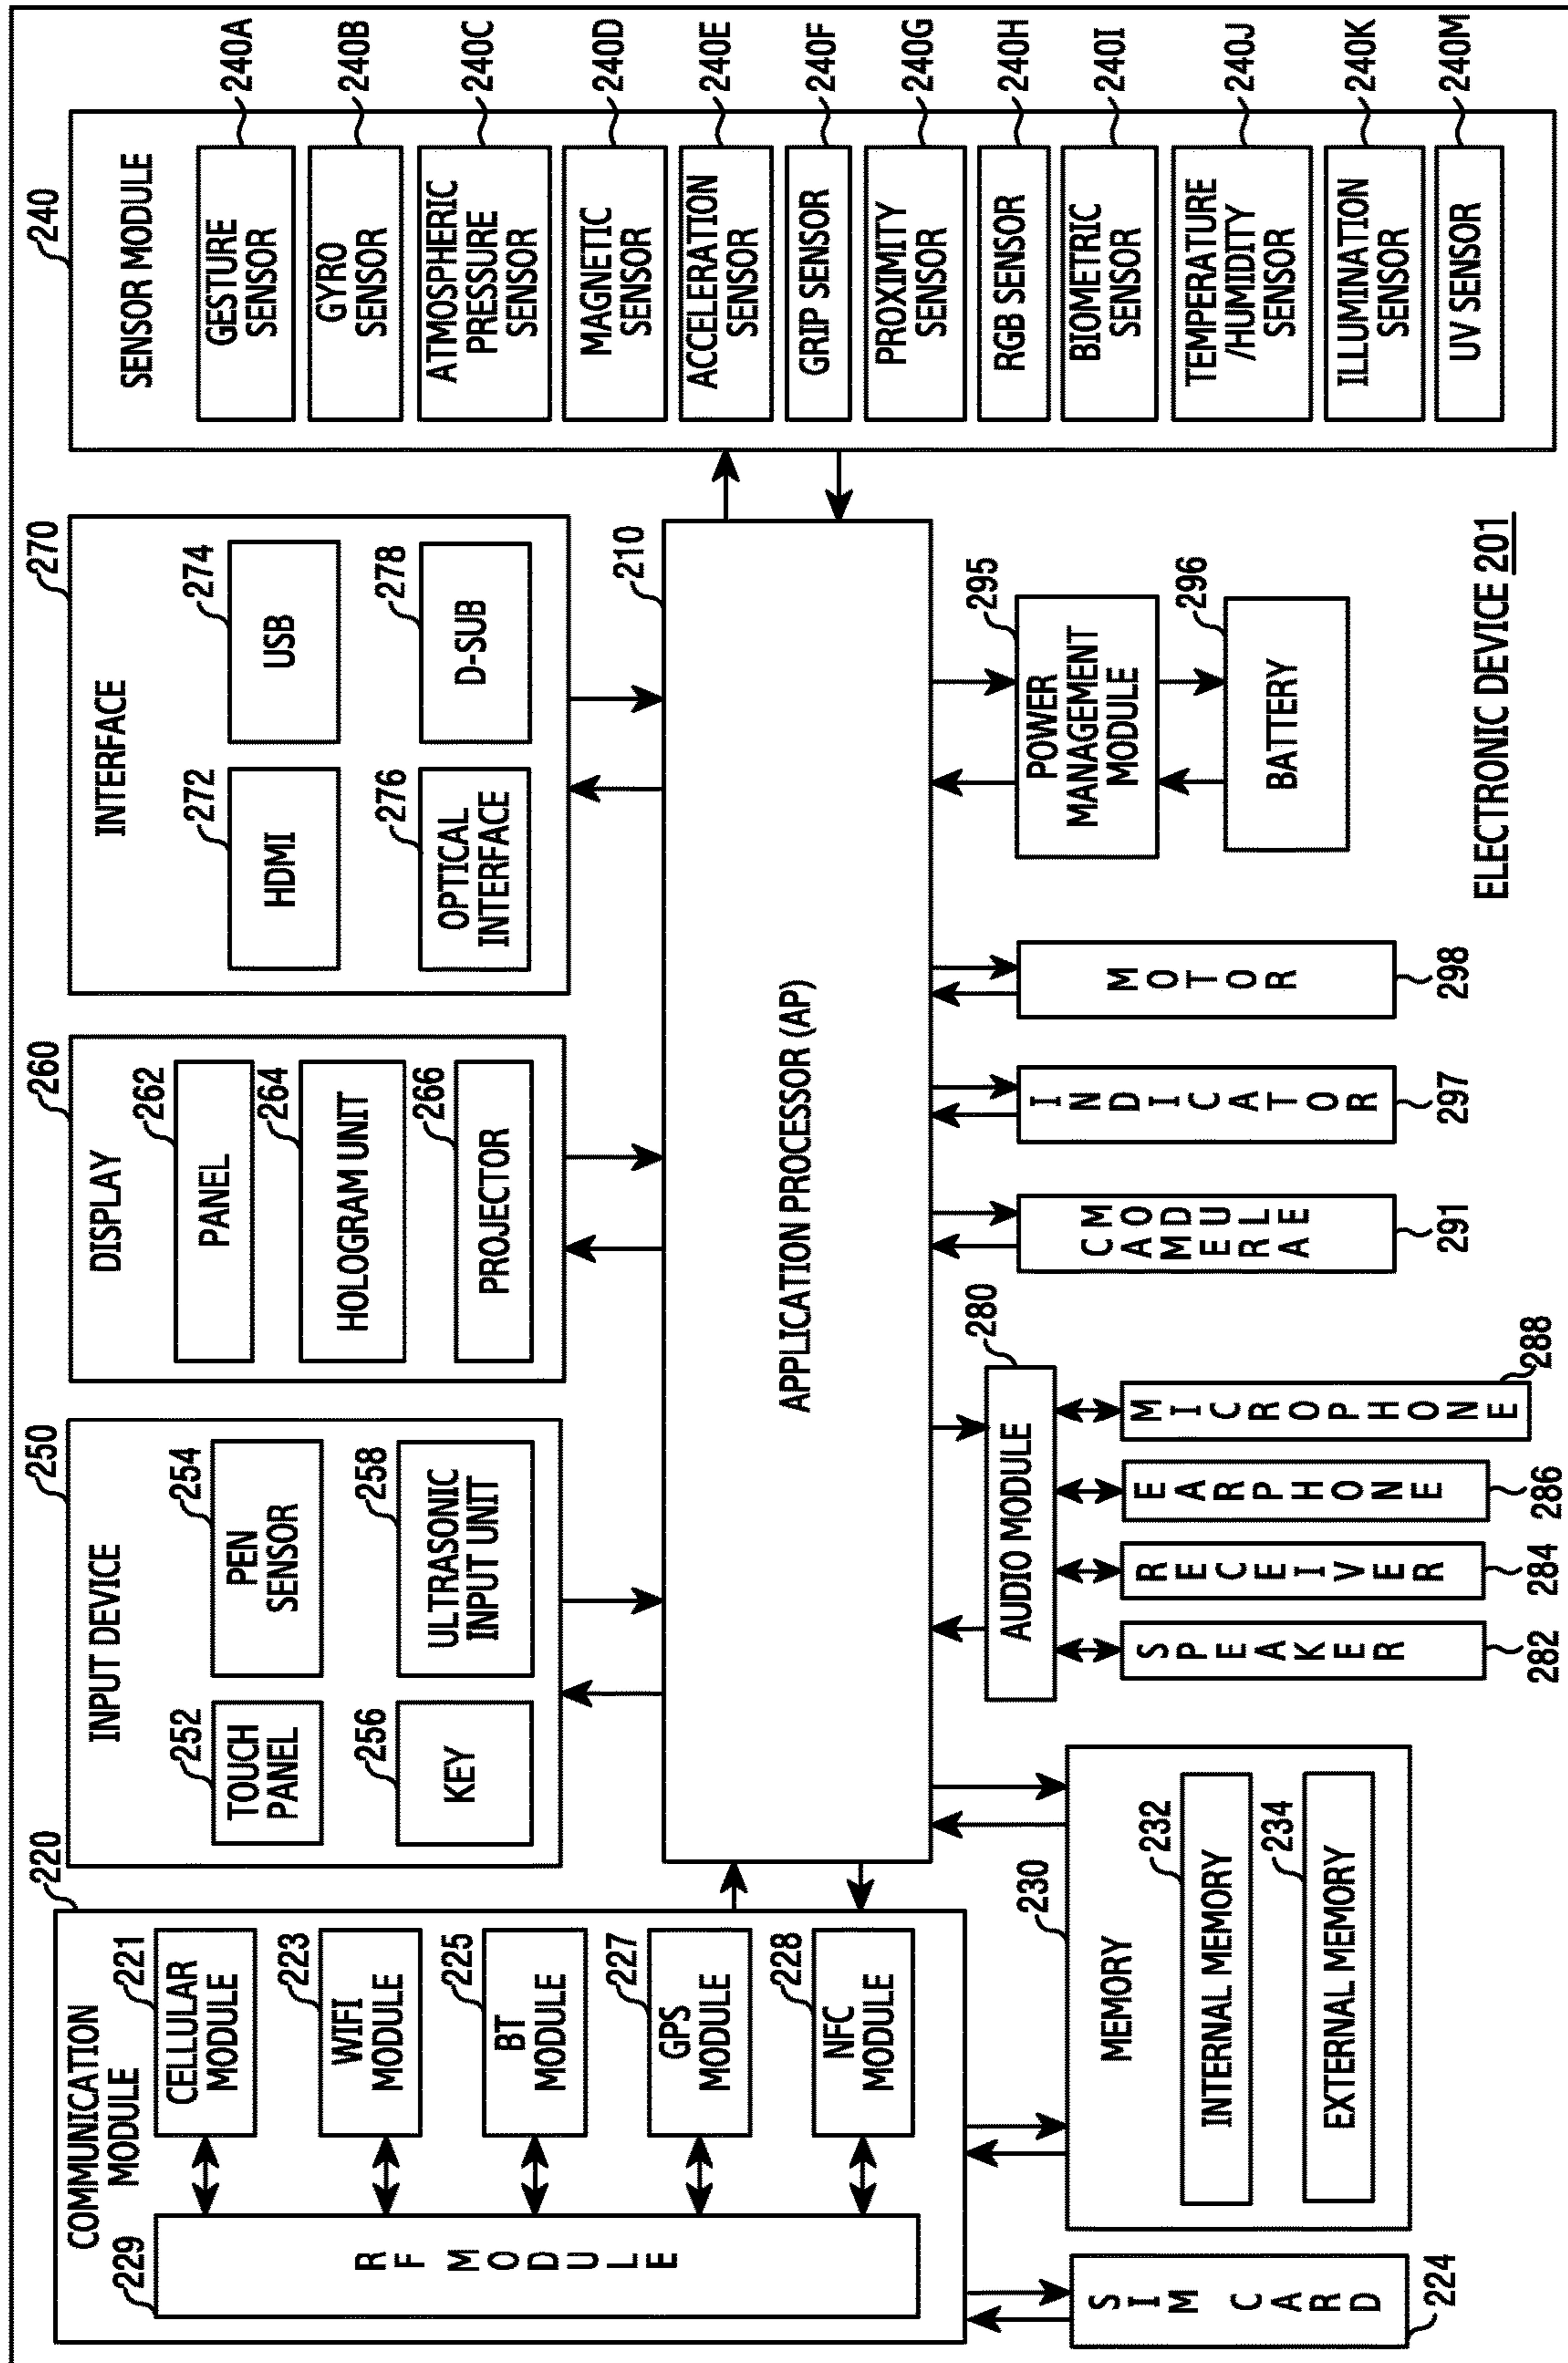 COMMUNICATION
MODULE
220
229
RF MODULE
221
CELLULAR
MODULE
223
WIFI
MODULE
225
BT
MODULE
227
GPS
MODULE
228
NFC
MODULE
250
INPUT DEVICE
252
TOUCH
PANEL
254
PEN
SENSOR
256
KEY
258
ULTRASONIC
INPUT UNIT
260
DISPLAY
262
PANEL
264
HOLOGRAM UNIT
266
PROJECTOR
270
INTERFACE
272
HDMI
274
USB
276
OPTICAL
INTERFACE
278
D-SUB
240
SENSOR MODULE
GESTURE
SENSOR
240A
GYRO
SENSOR
240B
ATMOSPHERIC
PRESSURE
SENSOR
240C
MAGNETIC
SENSOR
240D
ACCELERATION
SENSOR
240E
GRIP SENSOR
240F
PROXIMITY
SENSOR
240G
RGB SENSOR
240H
BIOMETRIC
SENSOR
240I
TEMPERATURE
/HUMIDITY
SENSOR
240J
ILLUMINATION
SENSOR
240K
UV SENSOR
240M
210
APPLICATION PROCESSOR (AP)
SIM CARD
224
230
MEMORY
232
INTERNAL MEMORY
234
EXTERNAL MEMORY
280
AUDIO MODULE
SPEAKER
282
RECEIVER
284
EARPHONE
286
MICROPHONE
288
CAMERA
MODULE
291
INDICATOR
297
MOTOR
298
295
POWER
MANAGEMENT
MODULE
296
BATTERY
ELECTRONIC DEVICE 201